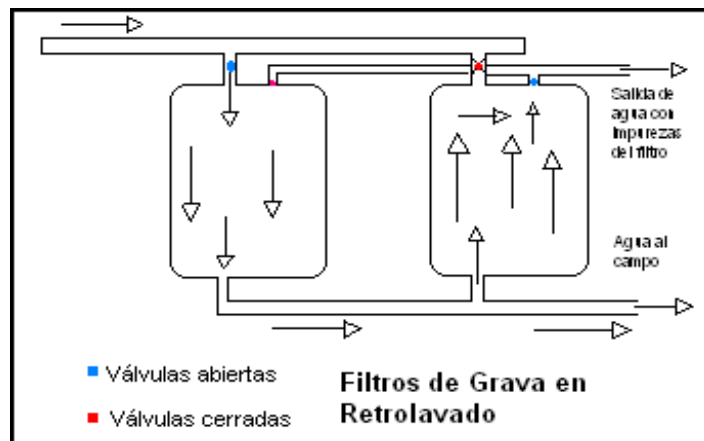 Salida de
agua con
Impurezas
del filtro
Agua al
campo
Válvulas abiertas
Válvulas cerradas
Filtros de Grava en
Retrolavado